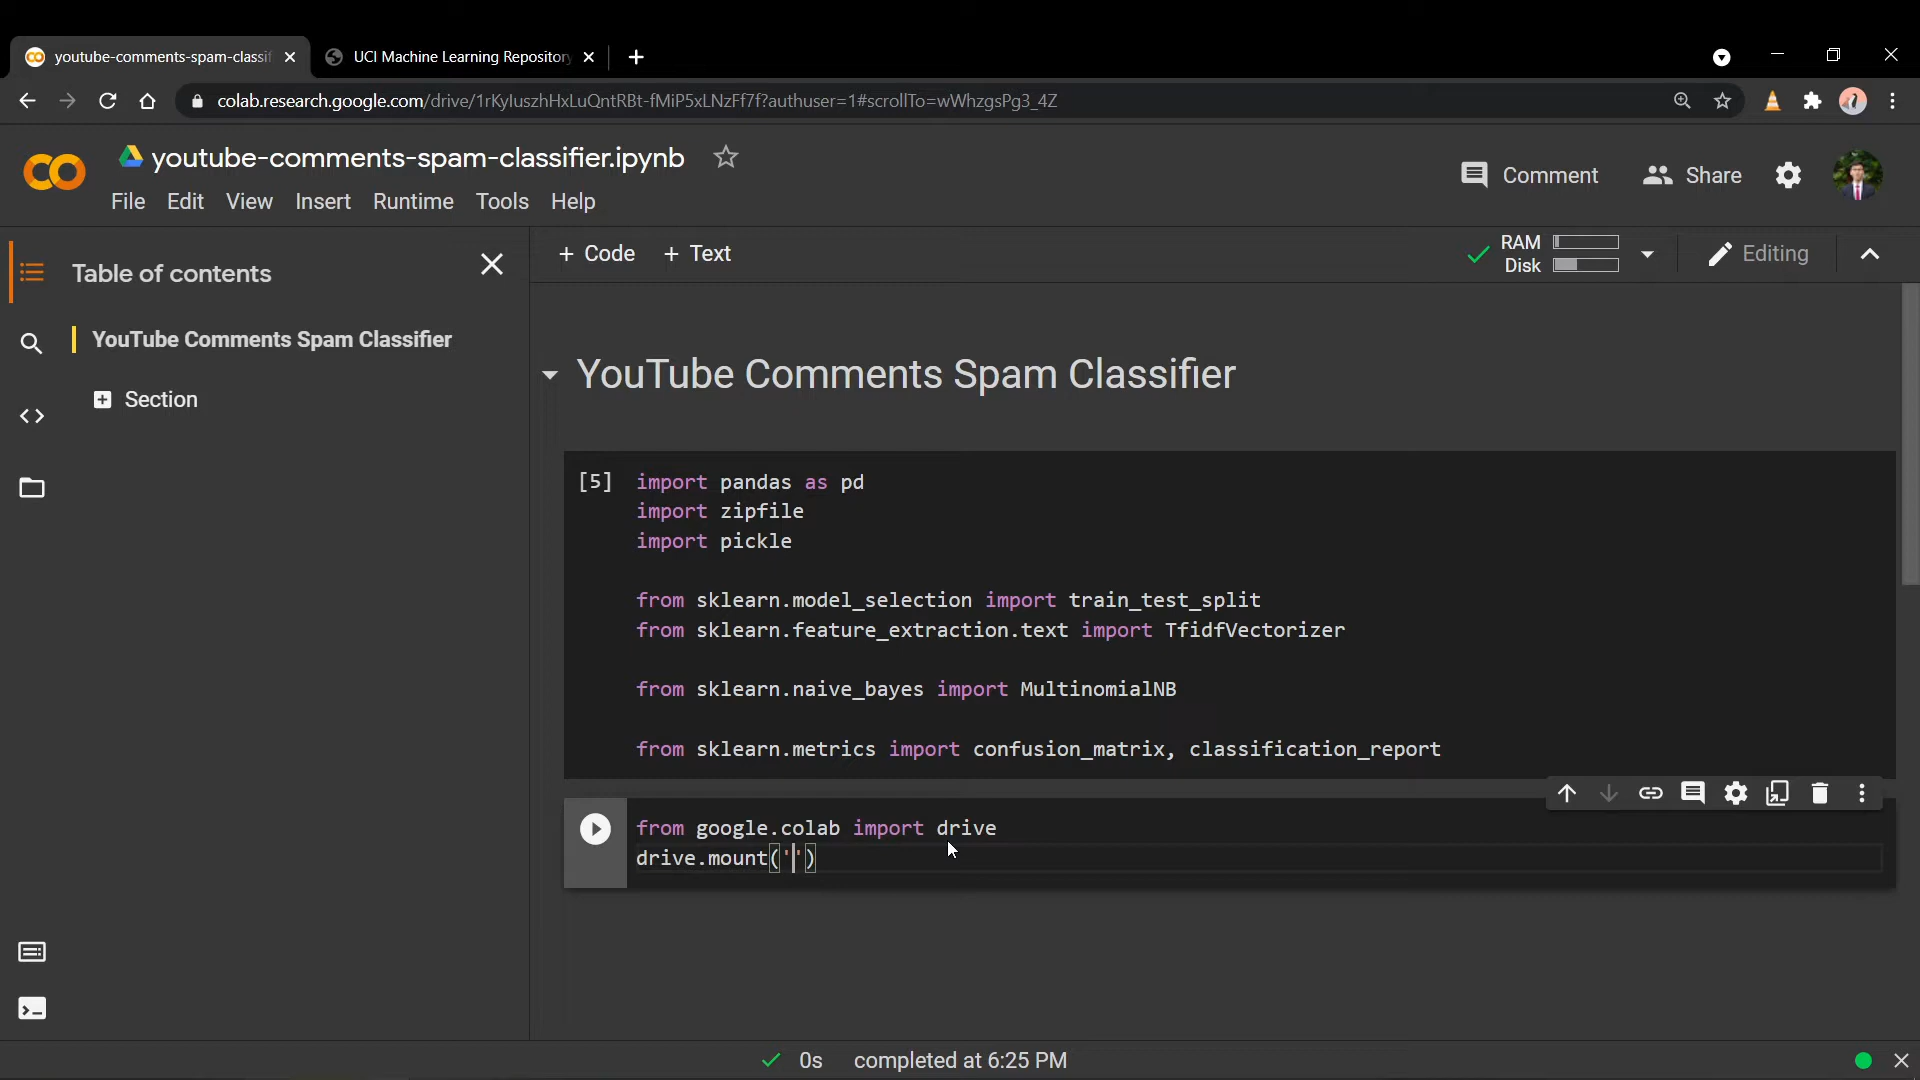 youtube-comments-spam-classif
UCI Machine Learning Repository
colab.research.google.com/drive/1rKyIuszhHxLuQntRBt-fMiP5xLNzFf7f?authuser=1#scrollTo=wWhzgsPg3_4Z
youtube-comments-spam-classifier.ipynb
File Edit View Insert Runtime Tools Help
Comment Share
Table of contents
YouTube Comments Spam Classifier
Section
+ Code + Text
RAM
Disk
Editing
YouTube Comments Spam Classifier
[5] import pandas as pd
import zipfile
import pickle
from sklearn.model_selection import train_test_split
from sklearn.feature_extraction.text import TfidfVectorizer
from sklearn.naive_bayes import MultinomialNB
from sklearn.metrics import confusion_matrix, classification_report
from google.colab import drive
drive.mount('')
0s completed at 6:25 PM